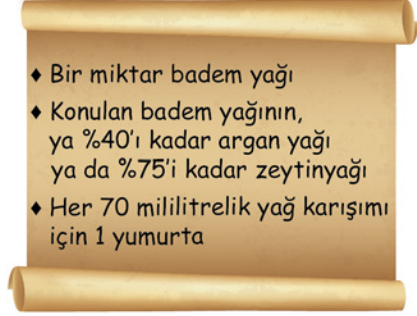 ♦ Bir miktar badem yağı
♦ Konulan badem yağının,
ya %40'ı kadar argan yağı
ya da %75'i kadar zeytinyağı
♦ Her 70 mililitrelik yağ karışımı
için 1 yumurta